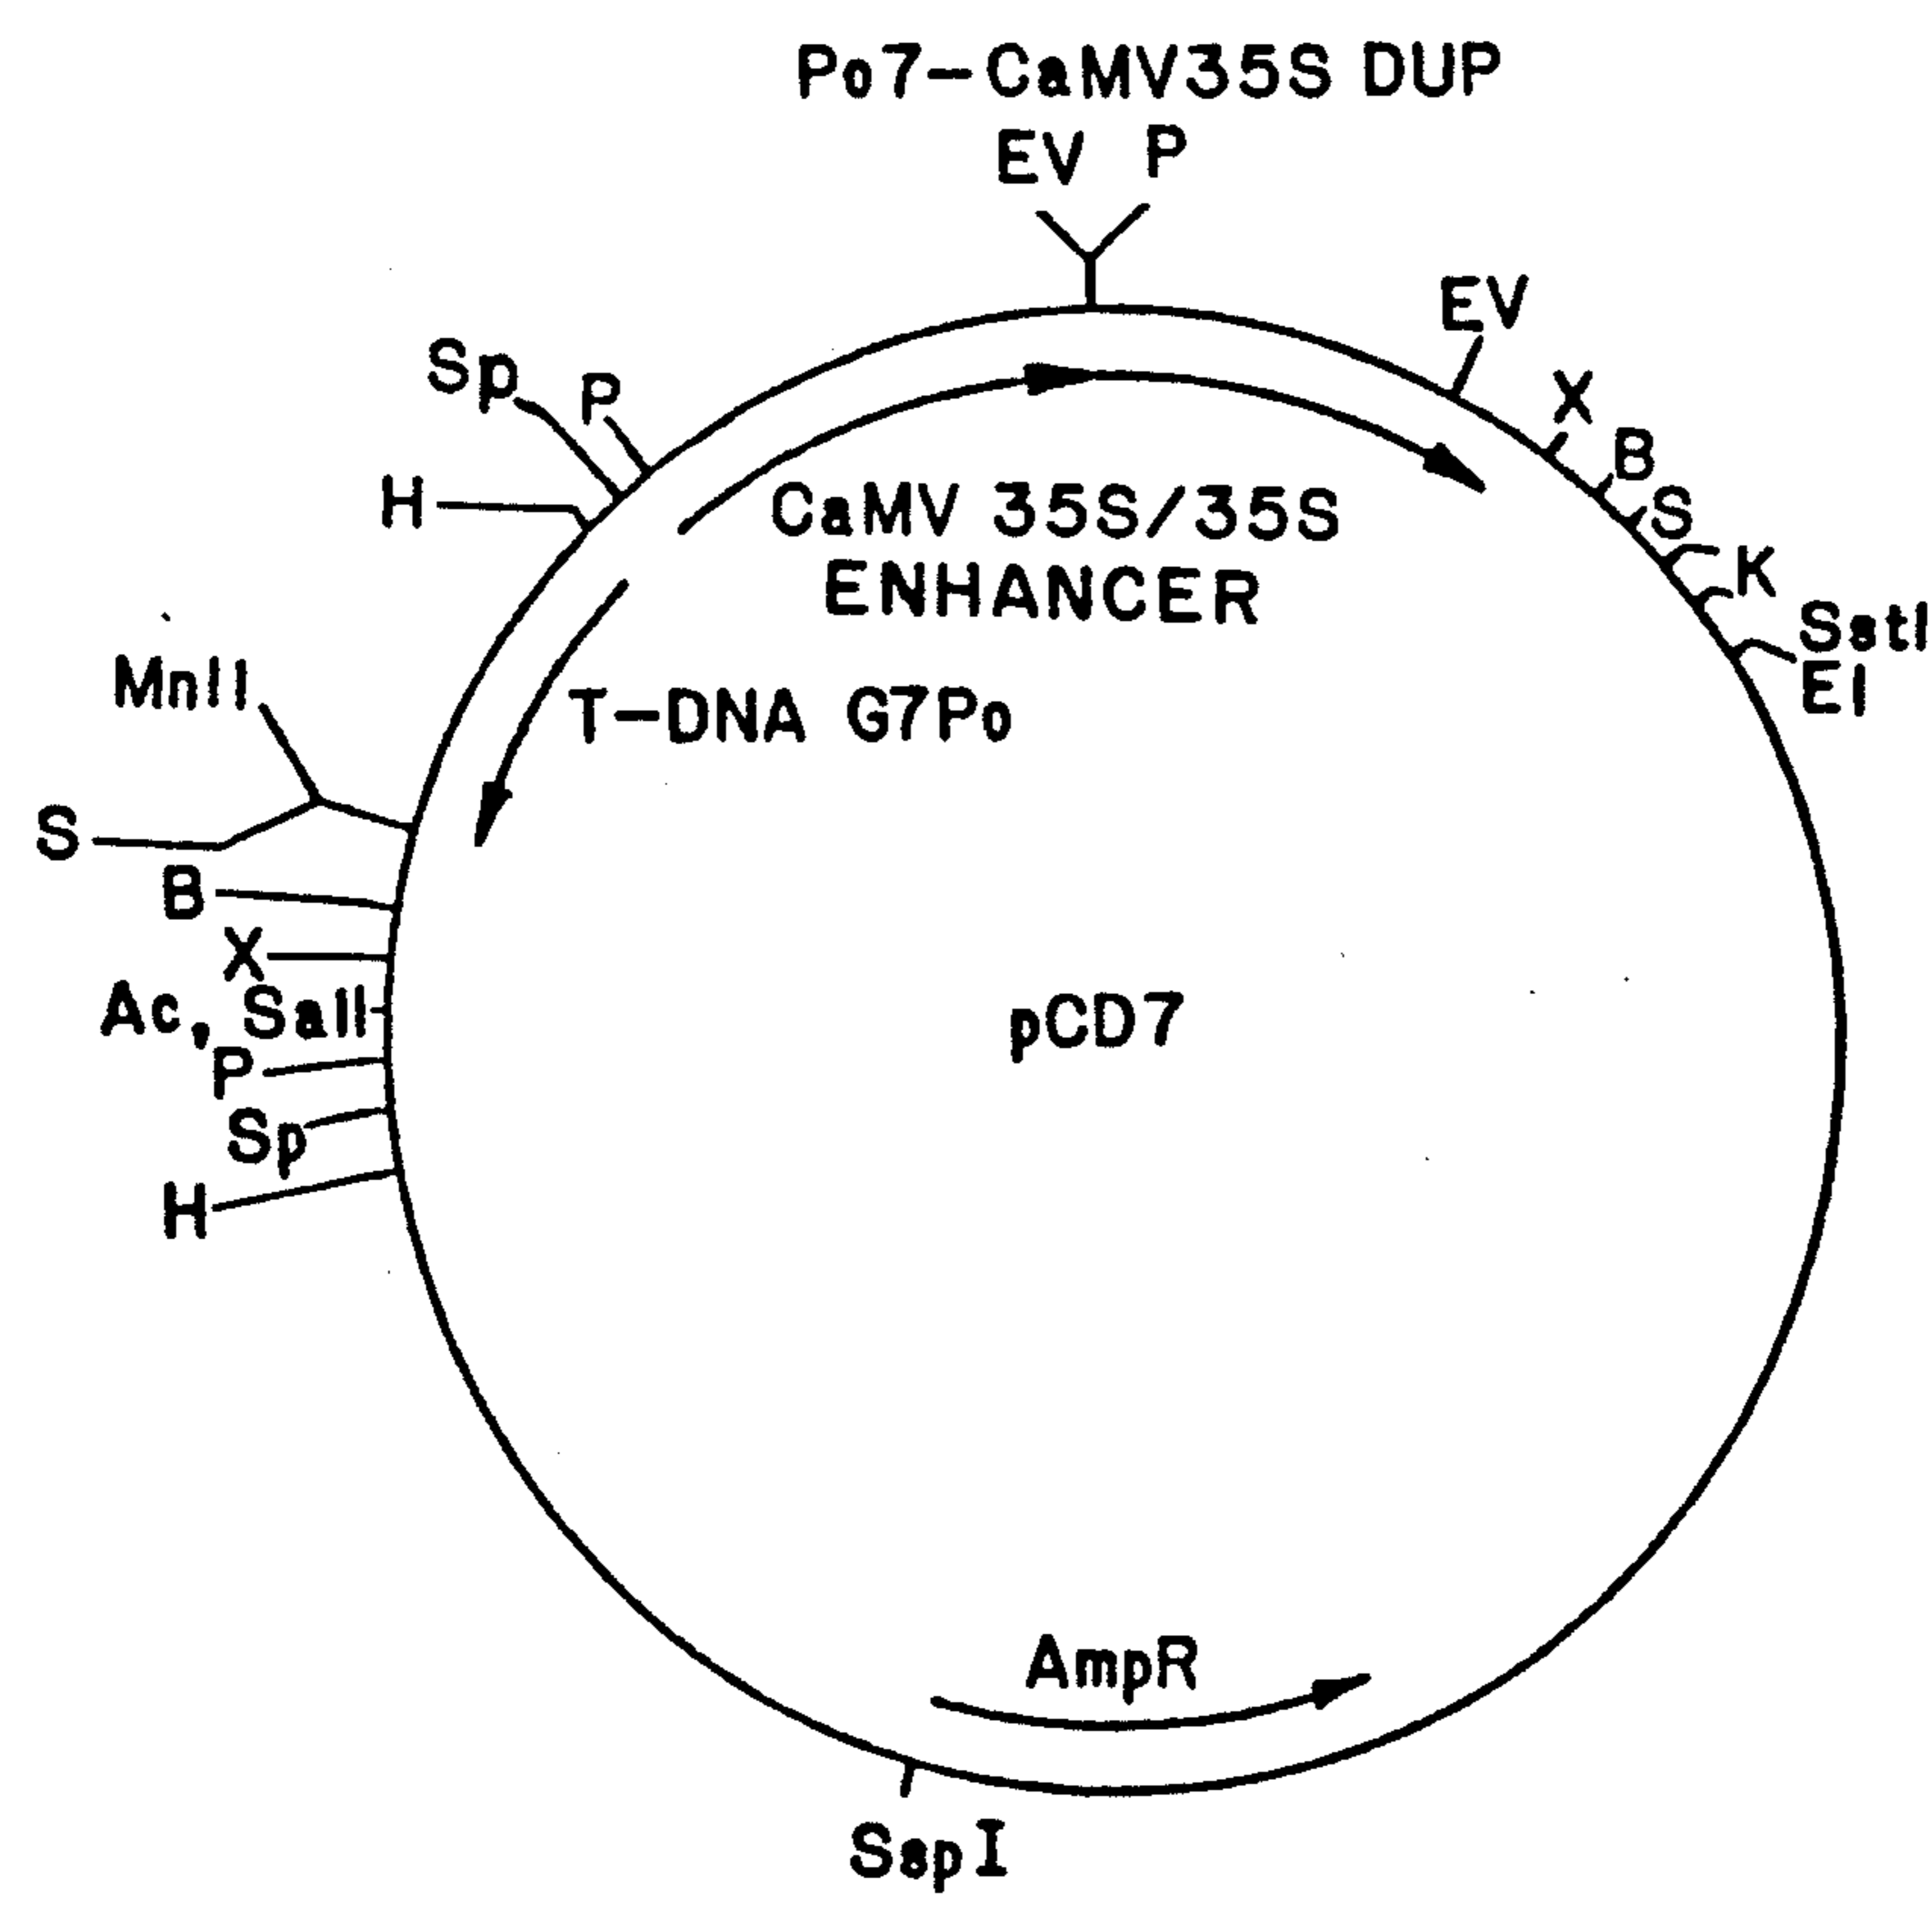 Po7-CaMV35S DUP
EV P
EV
X
B
S
K
SstI
EI
Sp
P
H
CaMV 35S/35S
ENHANCER
T-DNA G7Po
MnlI
S
B
X
Ac, SalI
P
Sp
H
pCD7
AmpR
SspI